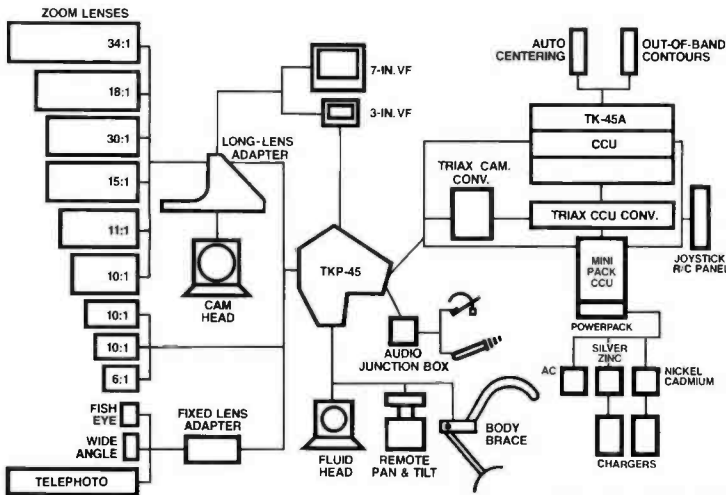 ZOOM LENSES
34:1
18:1
30:1
15:1
11:1
10:1
10:1
10:1
6:1
FISH
EYE
WIDE
ANGLE
TELEPHOTO
FIXED LENS
ADAPTER
LONG-LENS
ADAPTER
CAM
HEAD
7-IN. VF
3-IN. VF
TKP-45
AUDIO
JUNCTION BOX
FLUID
HEAD
REMOTE
PAN & TILT
BODY
BRACE
AUTO
CENTERING
OUT-OF-BAND
CONTOURS
TK-45A
CCU
TRIAX CAM.
CONV.
TRIAX CCU CONV.
MINI
PACK
CCU
POWERPACK
JOYSTICK
R/C PANEL
AC
SILVER
ZINC
NICKEL
CADMIUM
CHARGERS